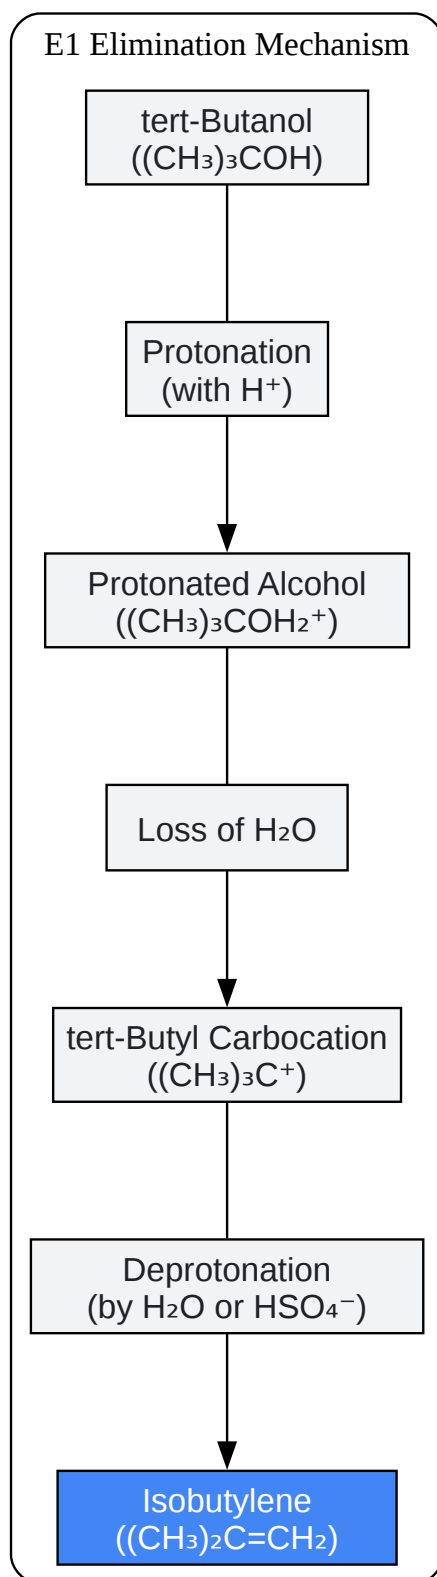 E1 Elimination Mechanism
tert-Butanol
((CH₃)₃COH)
Protonation
(with H⁺)
Protonated Alcohol
((CH₃)₃COH₂⁺)
Loss of H₂O
tert-Butyl Carbocation
((CH₃)₃C⁺)
Deprotonation
(by H₂O or HSO₄⁻)
Isobutylene
((CH₃)₂C=CH₂)